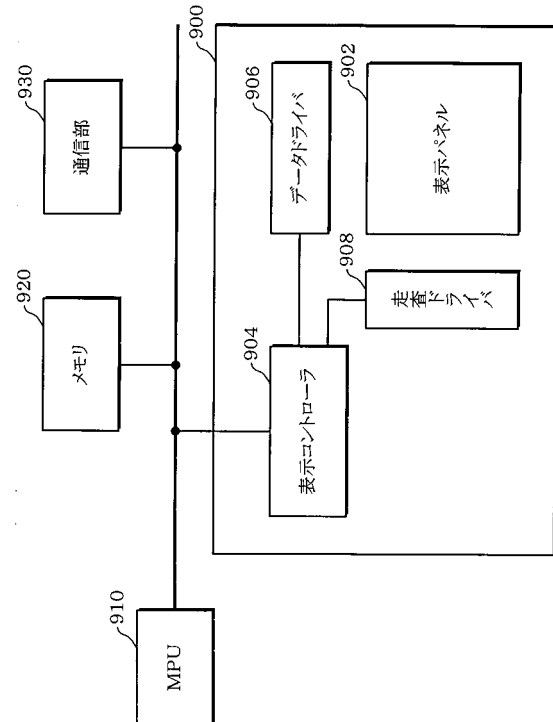 MPU
910
メモリ
920
通信部
930
900
表示コントローラ
904
データドライバ
906
走査ドライバ
908
表示パネル
902